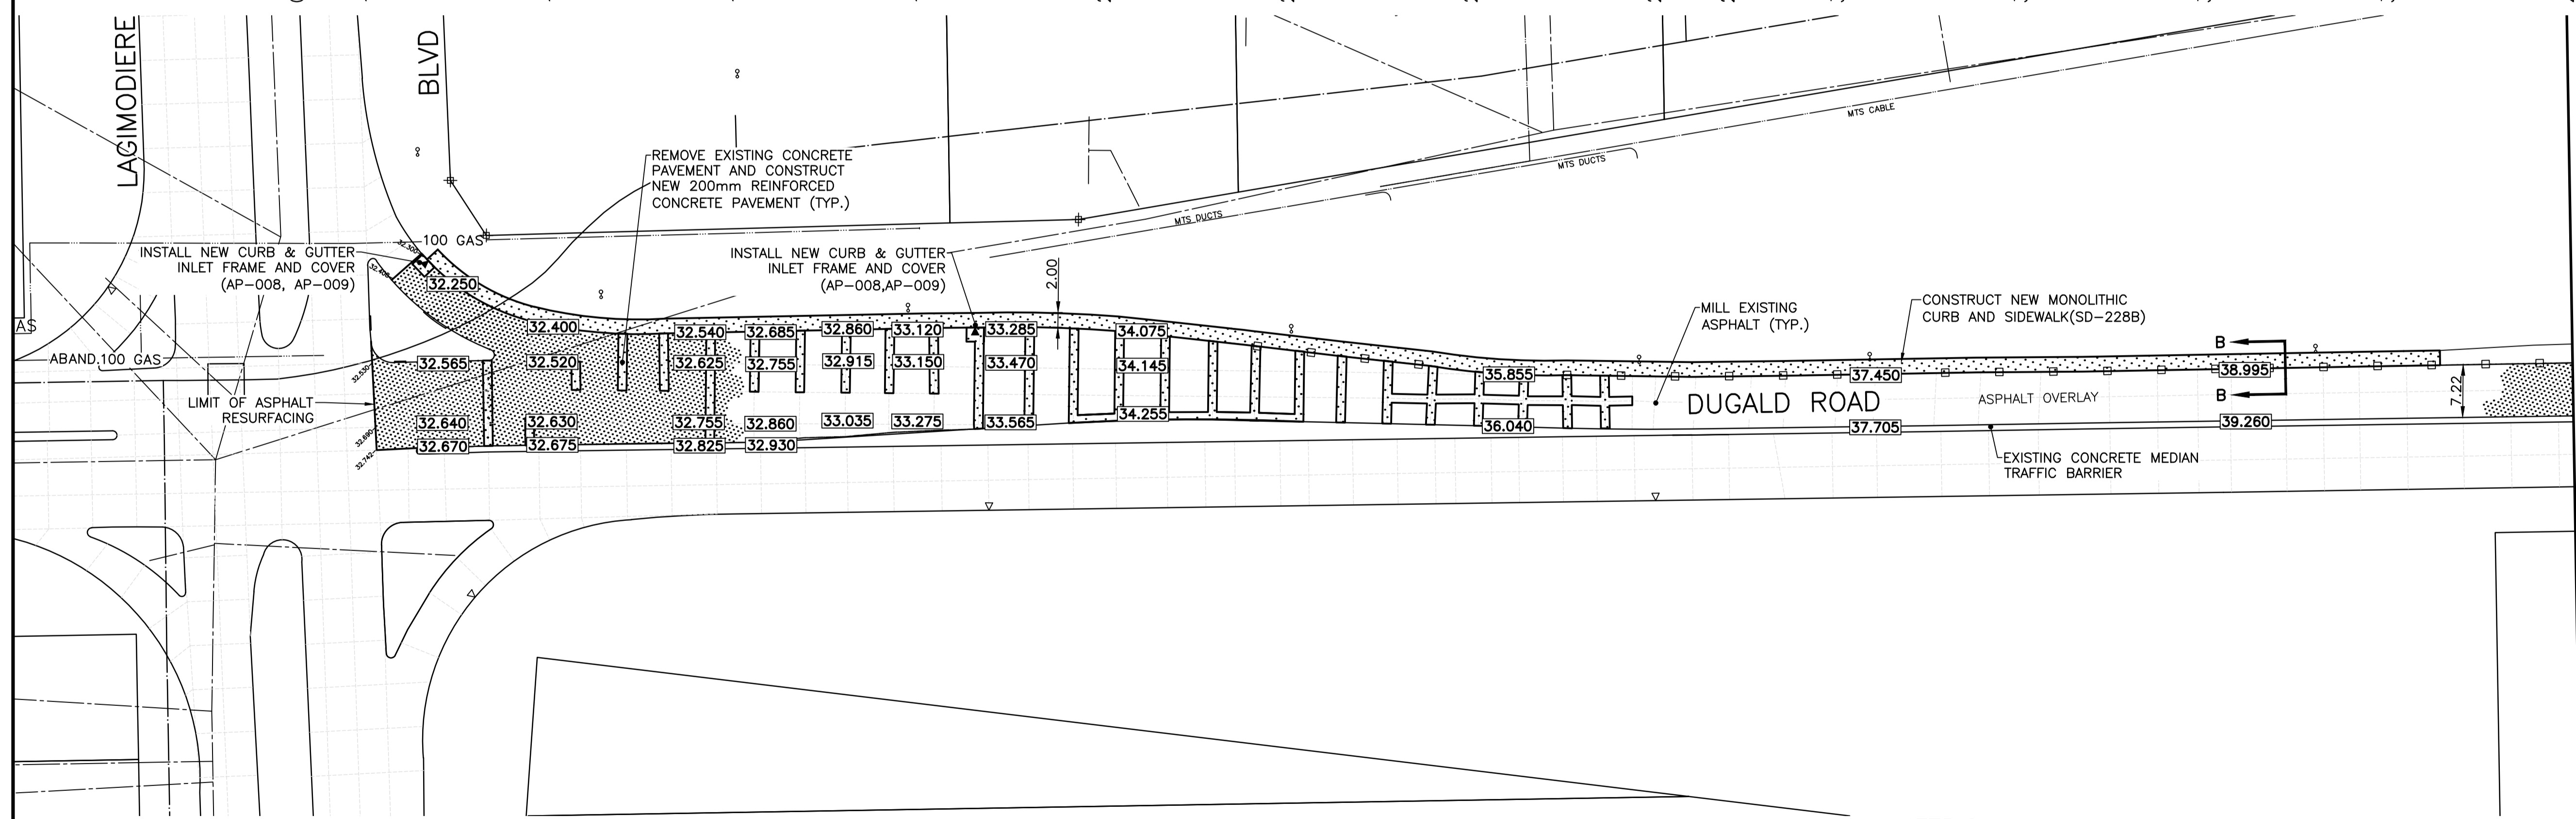 LAGIMODIERE
BLVD
MTS CABLE
MTS DUCTS
MTS DUCTS
REMOVE EXISTING CONCRETE
PAVEMENT AND CONSTRUCT
NEW 200mm REINFORCED
CONCRETE PAVEMENT (TYP.)
100 GAS
INSTALL NEW CURB & GUTTER
INLET FRAME AND COVER
(AP-008, AP-009)
INSTALL NEW CURB & GUTTER
INLET FRAME AND COVER
(AP-008,AP-009)
2.00
32.250
AS
ABAND.100 GAS
MILL EXISTING
ASPHALT (TYP.)
CONSTRUCT NEW MONOLITHIC
CURB AND SIDEWALK(SD-228B)
32.400
32.540
32.685
32.860
33.120
33.285
34.075
35.855
37.450
38.995
B
B
32.565
32.520
32.625
32.755
32.915
33.150
33.470
34.145
LIMIT OF ASPHALT
RESURFACING
DUGALD ROAD
ASPHALT OVERLAY
7.22
32.640
32.630
32.755
32.860
33.035
33.275
33.565
34.255
36.040
37.705
39.260
32.670
32.675
32.825
32.930
32.690
32.742
EXISTING CONCRETE MEDIAN
TRAFFIC BARRIER